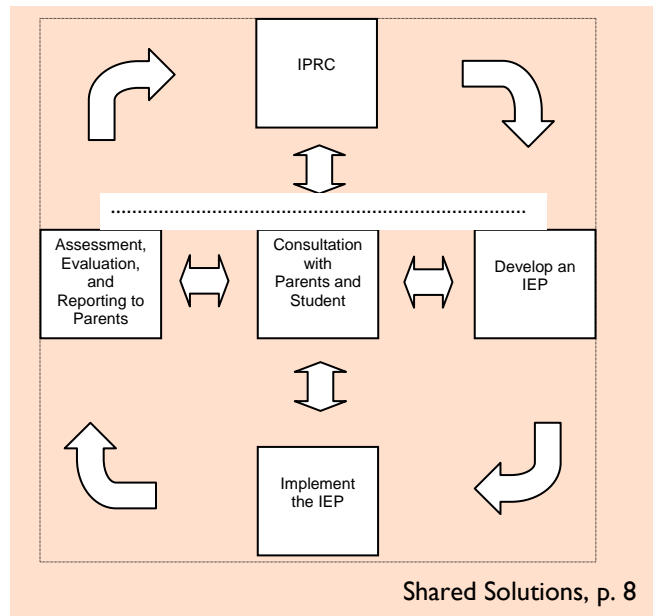 IPRC
Assessment,
Evaluation,
and
Reporting to
Parents
Consultation
with
Parents and
Student
Develop an
IEP
Implement
the IEP
Shared Solutions, p. 8